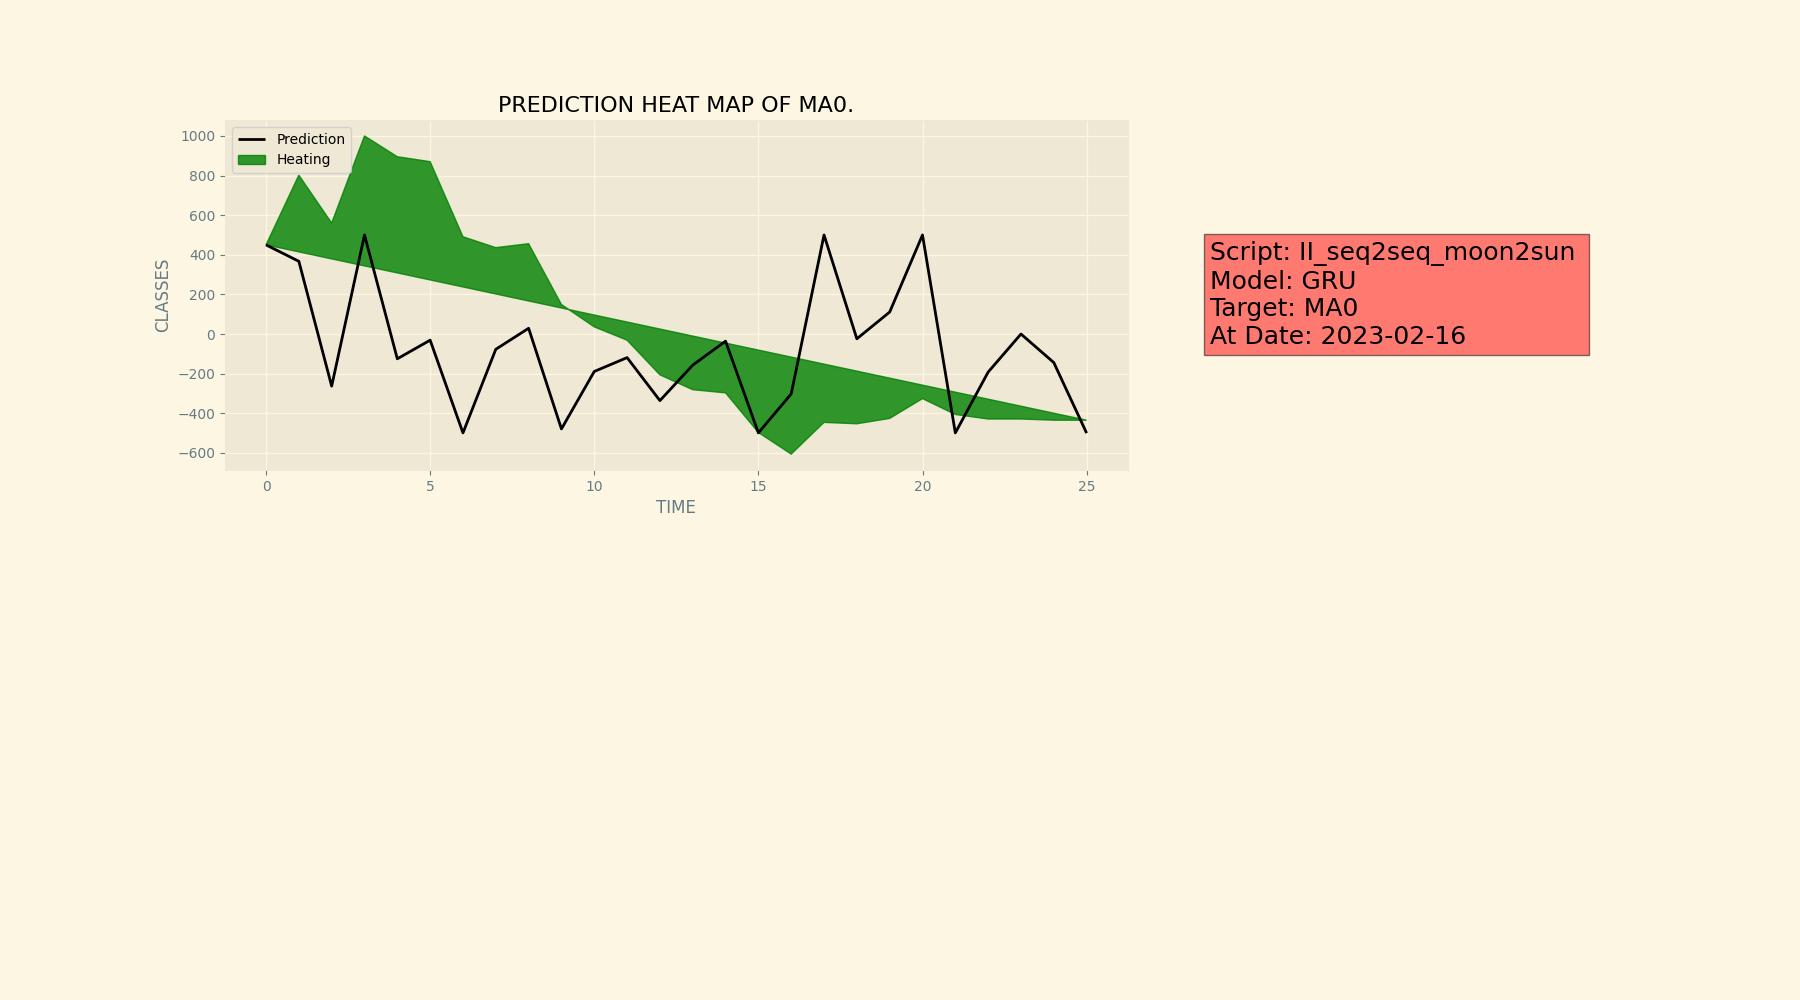 PREDICTION HEAT MAP OF MA0.
Prediction
Heating
1000
800
600
400
200
0
−200
−400
−600
CLASSES
0 5 10 15 20 25
TIME
Script: II_seq2seq_moon2sun
Model: GRU
Target: MA0
At Date: 2023-02-16